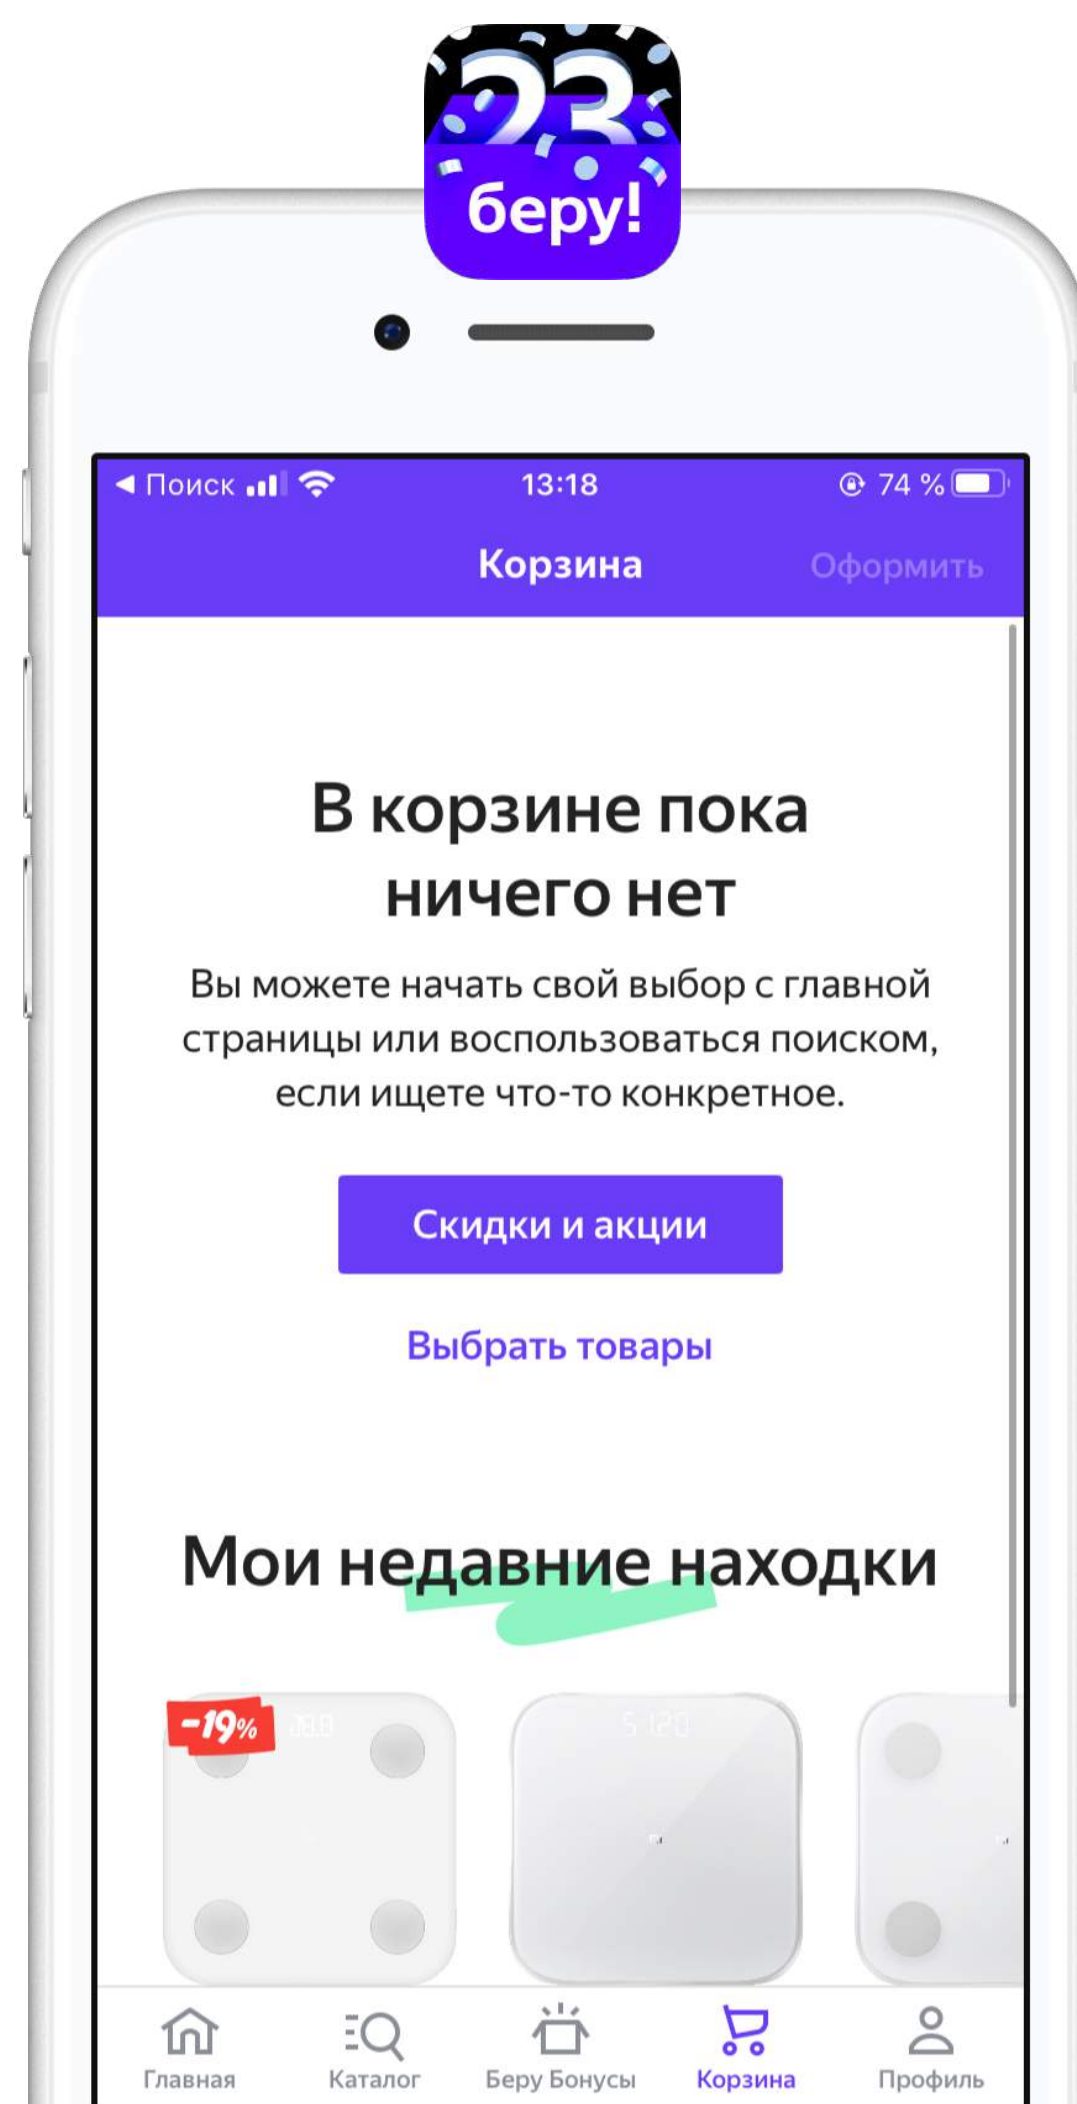 23
беру!
Поиск 13:18 74 %
Корзина Оформить
В корзине пока
ничего нет
Вы можете начать свой выбор с главной
страницы или воспользоваться поиском,
если ищете что-то конкретное.
Скидки и акции
Выбрать товары
Мои недавние находки
-19%
Главная Каталог Беру Бонусы Корзина Профиль